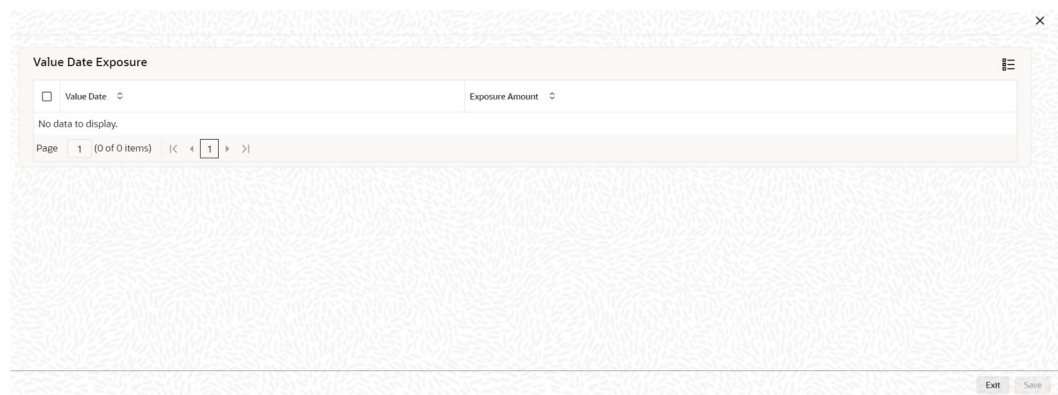 Value Date Exposure
Value Date Exposure Amount
No data to display.
Page 1 (0 of 0 items) 1
Exit Save